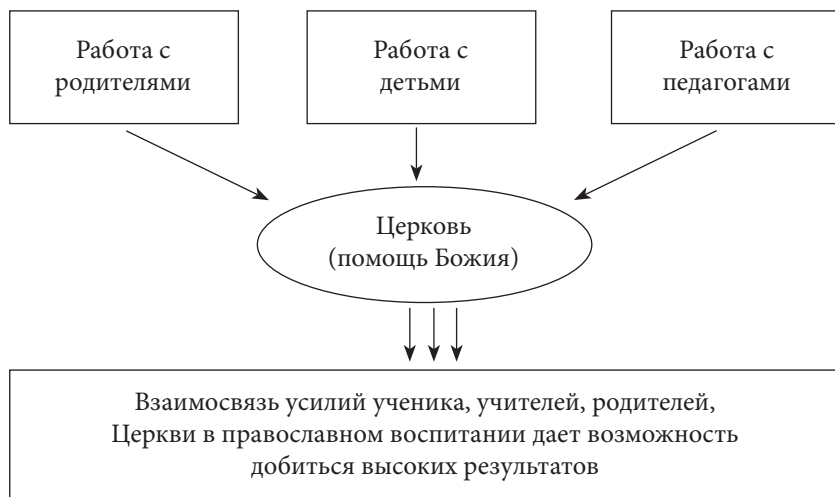 Работа с
родителями
Работа с
детьми
Работа с
педагогами
Церковь
(помощь Божия)
Взаимосвязь усилий ученика, учителей, родителей,
Церкви в православном воспитании дает возможность
добиться высоких результатов